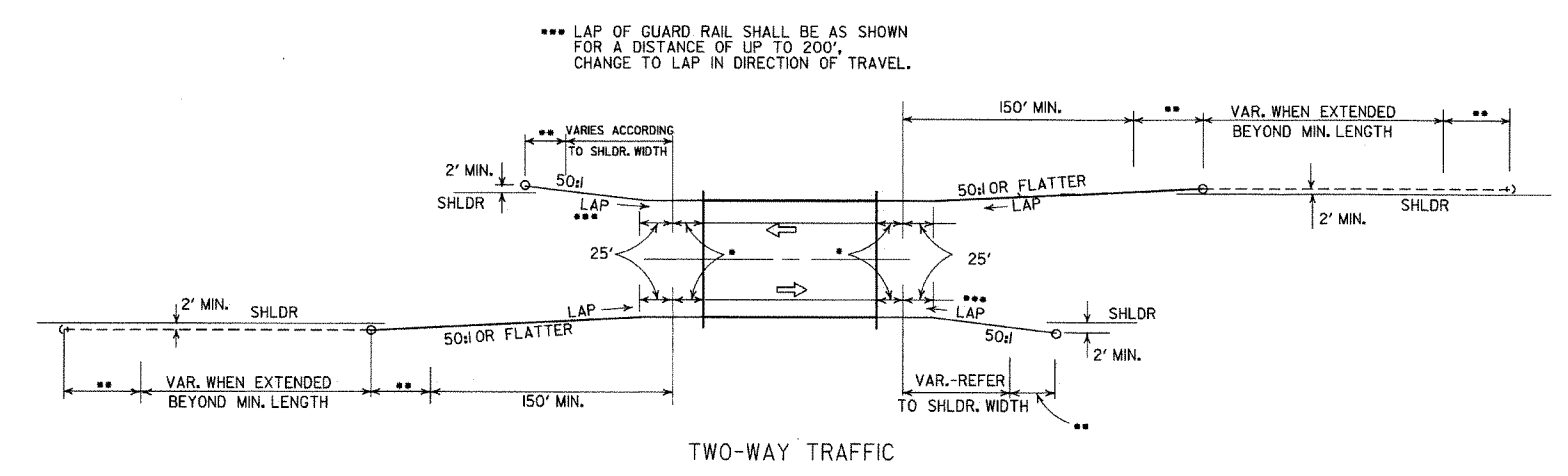 *** LAP OF GUARD RAIL SHALL BE AS SHOWN
FOR A DISTANCE OF UP TO 200',
CHANGE TO LAP IN DIRECTION OF TRAVEL.
150' MIN.
**
VAR. WHEN EXTENDED
BEYOND MIN. LENGTH
**
** VARIES ACCORDING
TO SHLDR. WIDTH
2' MIN.
SHLDR
50:1
LAP
***
50:1 OR FLATTER
LAP
SHLDR
2' MIN.
25'
*
*
25'
2' MIN.
SHLDR
LAP
50:1 OR FLATTER
***
LAP
50:1
SHLDR
2' MIN.
**
VAR. WHEN EXTENDED
BEYOND MIN. LENGTH
**
150' MIN.
VAR.-REFER
TO SHLDR. WIDTH
**
TWO-WAY TRAFFIC